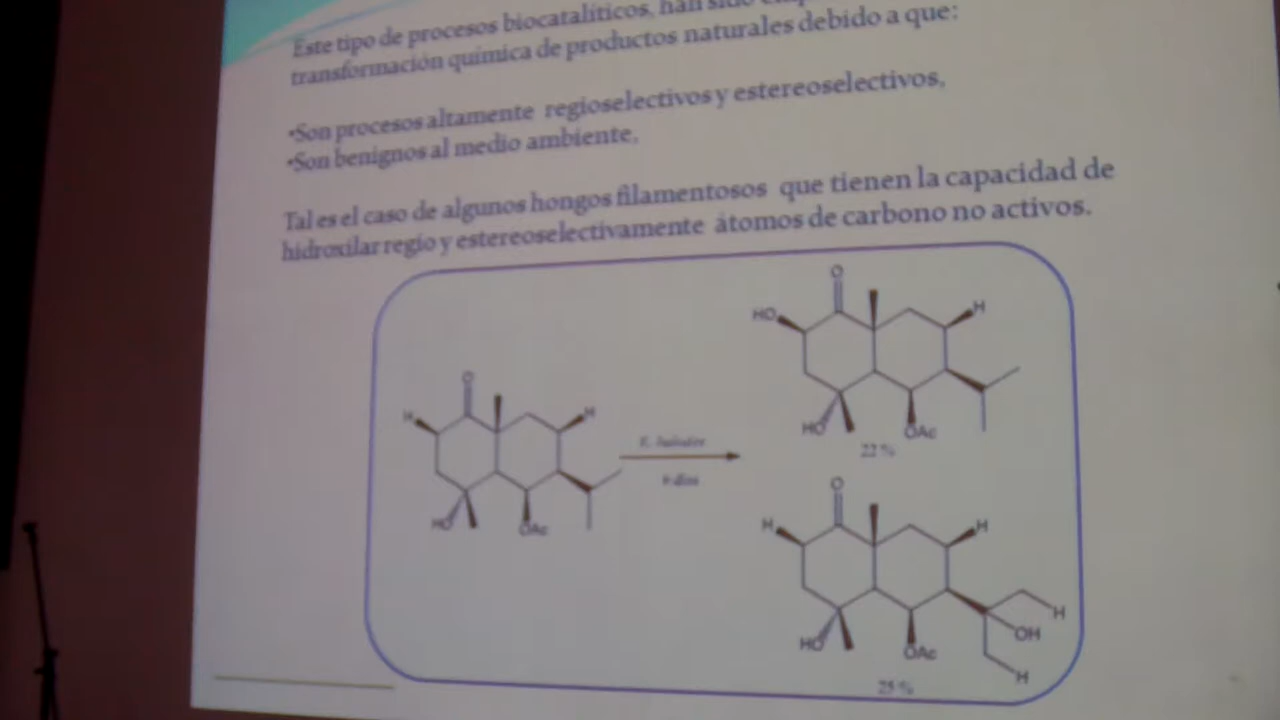 Este tipo de procesos biocatalíticos, han sido
transformación química de productos naturales debido a que:
•Son procesos altamente regioselectivos y estereoselectivos,
•Son benignos al medio ambiente,
Tal es el caso de algunos hongos filamentosos que tienen la capacidad de
hidroxilar regio y estereoselectivamente átomos de carbono no activos.
O
HO
H
HO
OAc
22 %
O
H
H
HO
OAc
O
H
H
HO
OAc
H
OH
H
25 %